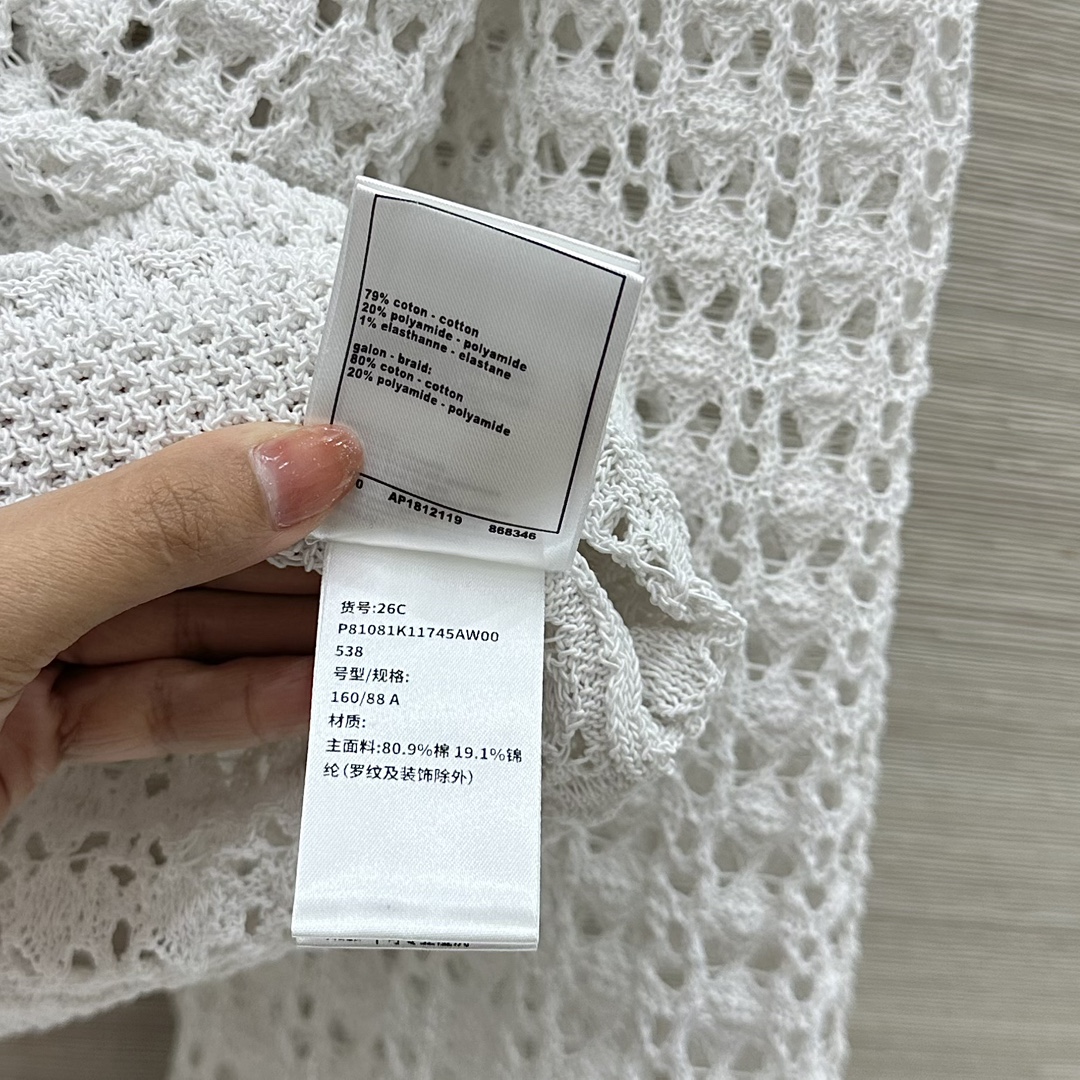 79% coton - cotton
20% polyamide - polyamide
1% elasthanne - elastane
galon - braid:
80% coton - cotton
20% polyamide - polyamide
0 AP1812119 868346
货号:26C
P81081K11745AW00
538
号型/规格:
160/88 A
材质:
主面料:80.9%棉 19.1%锦
纶(罗纹及装饰除外)